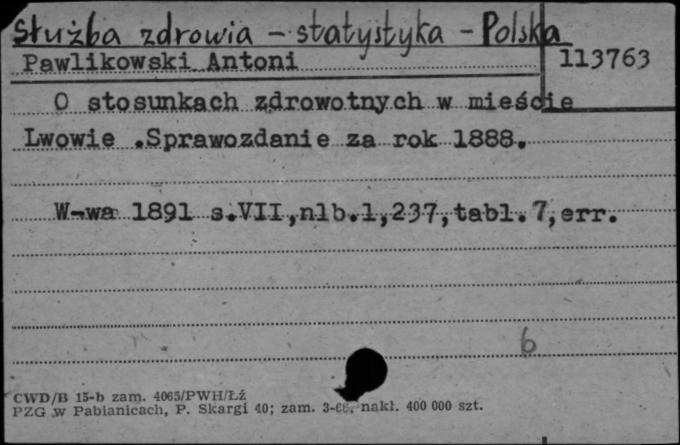 Służba zdrowia - statystyka - Polska
Pawlikowski Antoni
113763
O stosunkach zdrowotnych w mieście
Lwowie .Sprawozdanie za rok 1888.
W-wa 1891 s.VII,nlb.1,237,tabl.7,err.
6
CWD/B 15-b zam. 4065/PWH/Łź
PZG w Pabianicach, P. Skargi 40; zam. 3-66, nakł. 400 000 szt.